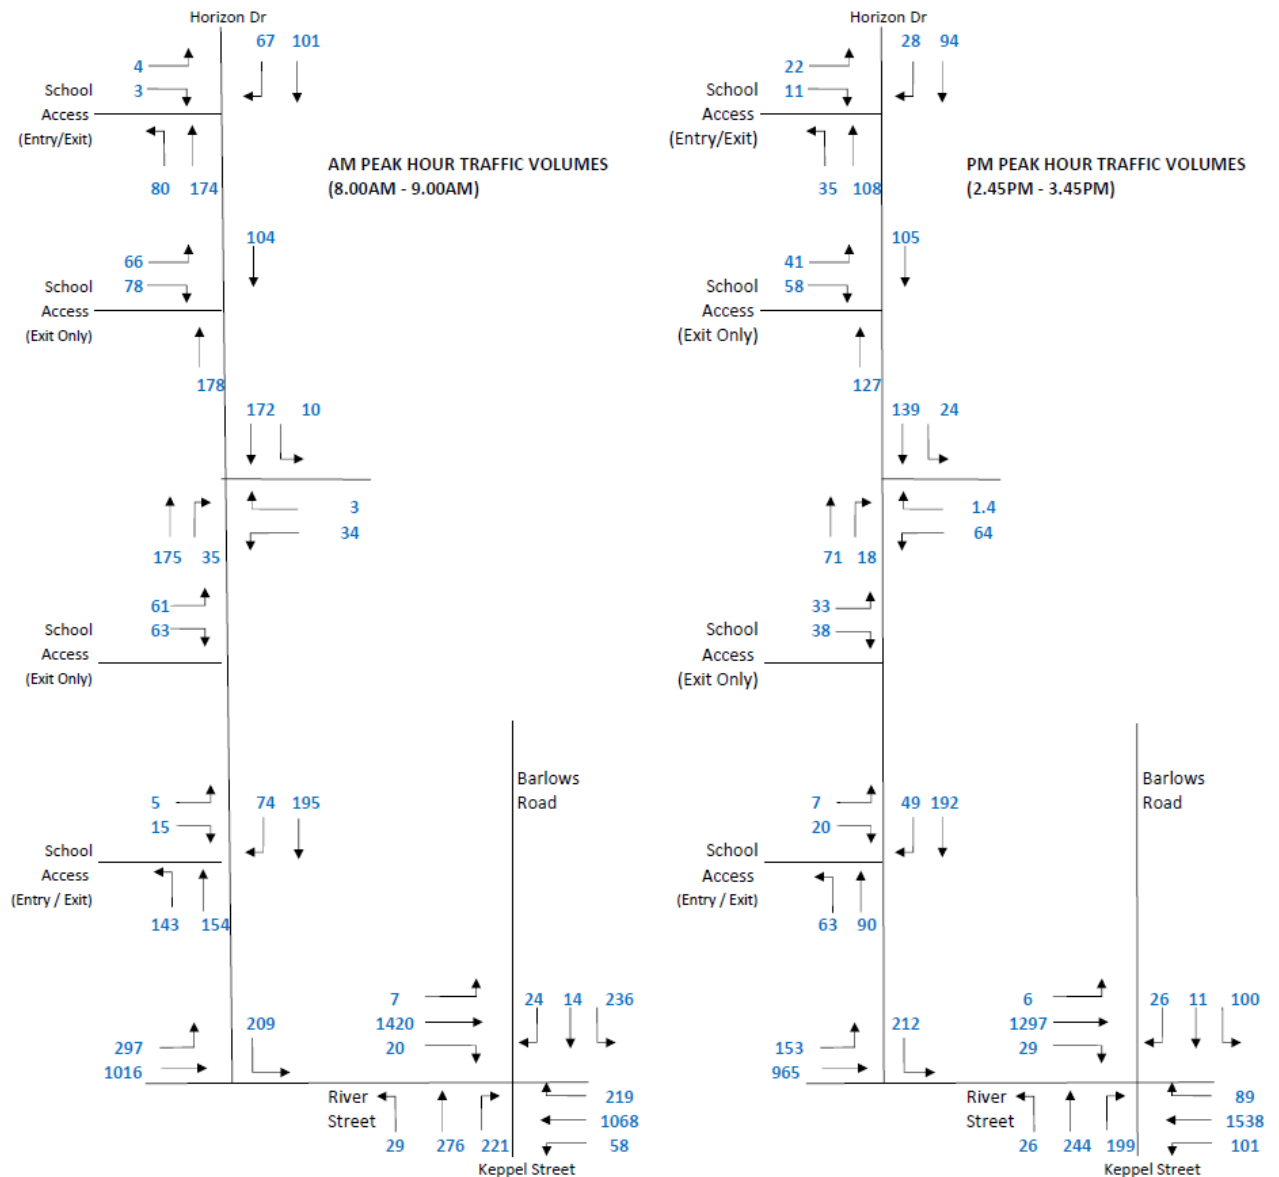 Horizon Dr
67 101
4
School 3
Access
(Entry/Exit)
AM PEAK HOUR TRAFFIC VOLUMES
(8.00AM - 9.00AM)
80 174
104
66
School 78
Access
(Exit Only)
178
172 10
3
34
175 35
61
School 63
Access
(Exit Only)
Barlows
Road
5 74 195
15
School
Access
(Entry / Exit)
143 154
7 24 14 236
209 1420
297 20
1016
River 219
Street 1068
29 276 221 58
Keppel Street
Horizon Dr
28 94
22
School 11
Access
(Entry/Exit)
PM PEAK HOUR TRAFFIC VOLUMES
(2.45PM - 3.45PM)
35 108
105
41
School 58
Access
(Exit Only)
127
139 24
1.4
64
71 18
33
School 38
Access
(Exit Only)
Barlows
Road
7 49 192
20
School
Access
(Entry / Exit)
63 90
6 26 11 100
212 1297
153 29
965
River 89
Street 1538
26 244 199 101
Keppel Street